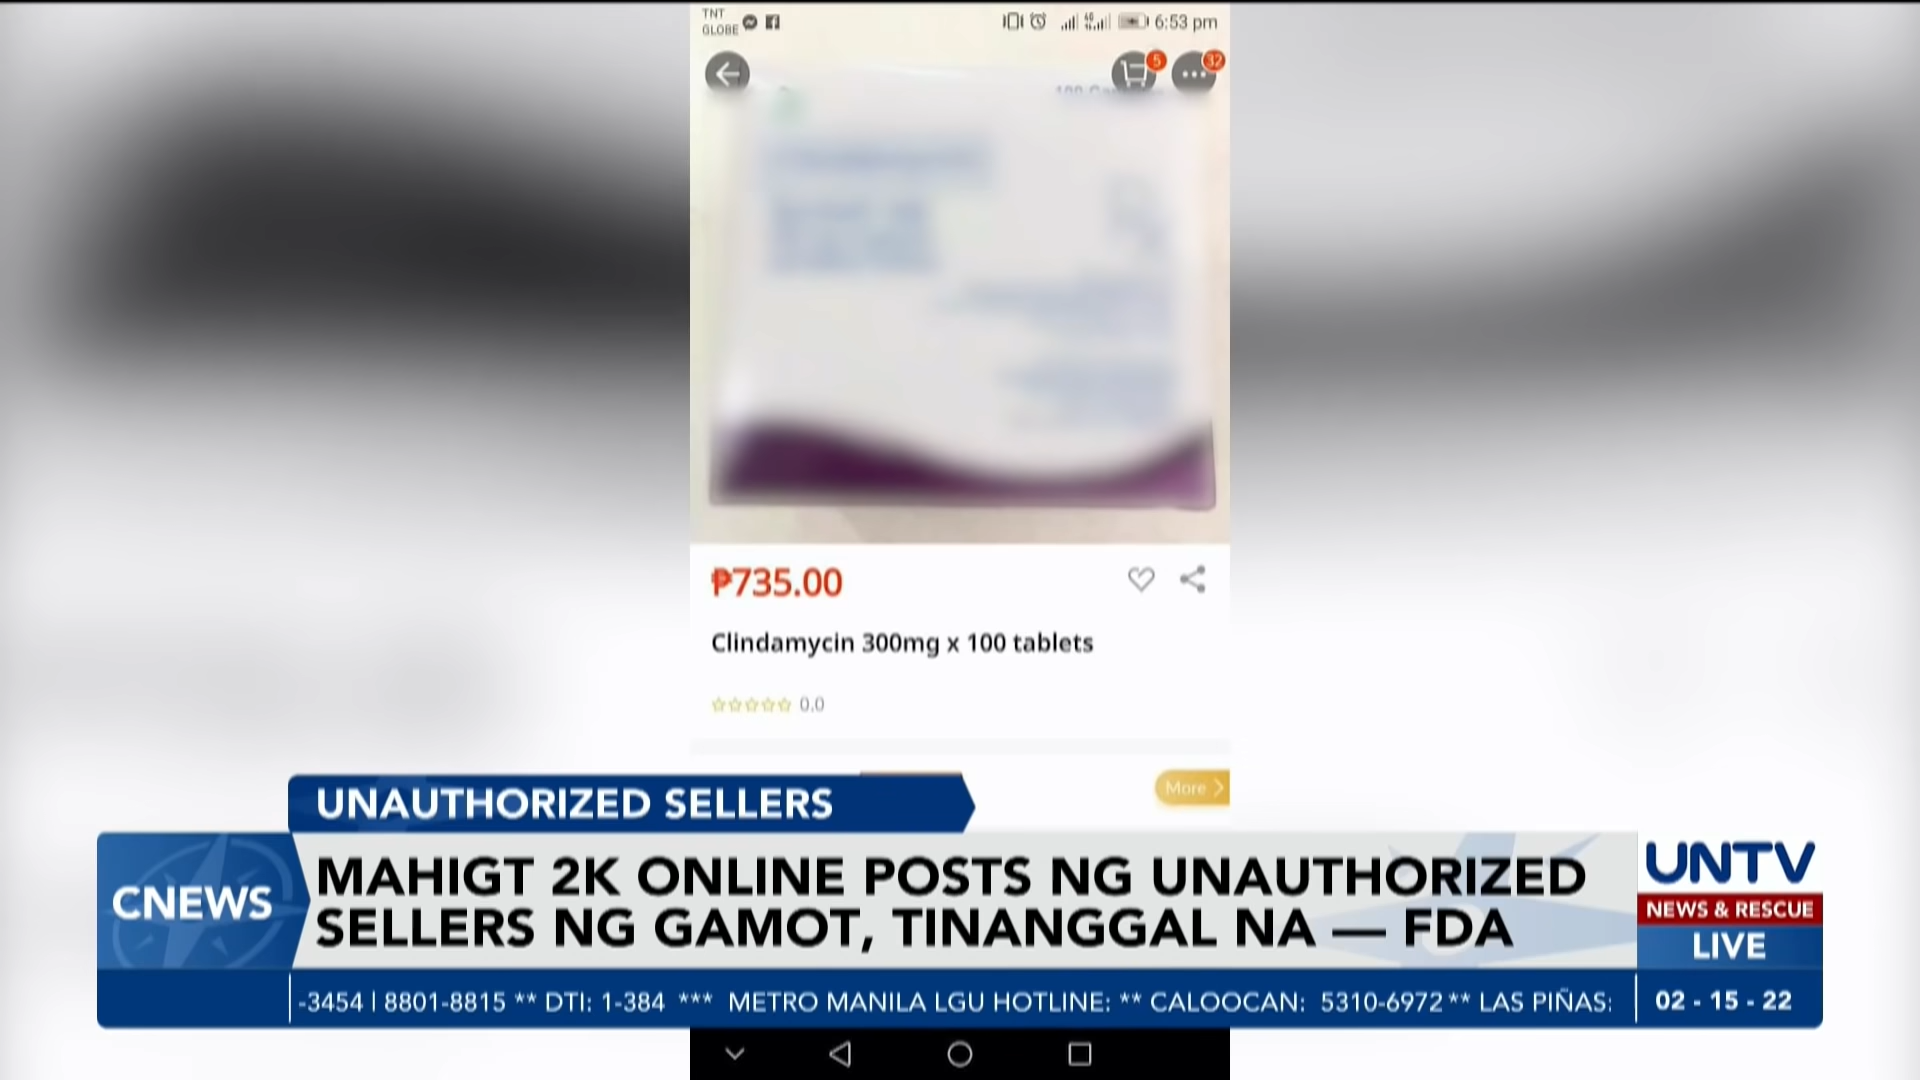 TNT
GLOBE
6:53 pm
5
32
₱735.00
Clindamycin 300mg x 100 tablets
0.0
More
UNAUTHORIZED SELLERS
CNEWS
MAHIGT 2K ONLINE POSTS NG UNAUTHORIZED
SELLERS NG GAMOT, TINANGGAL NA — FDA
UNTV
NEWS & RESCUE
LIVE
-3454 | 8801-8815 ** DTI: 1-384 *** METRO MANILA LGU HOTLINE: ** CALOOCAN: 5310-6972 ** LAS PIÑAS:
02 - 15 - 22